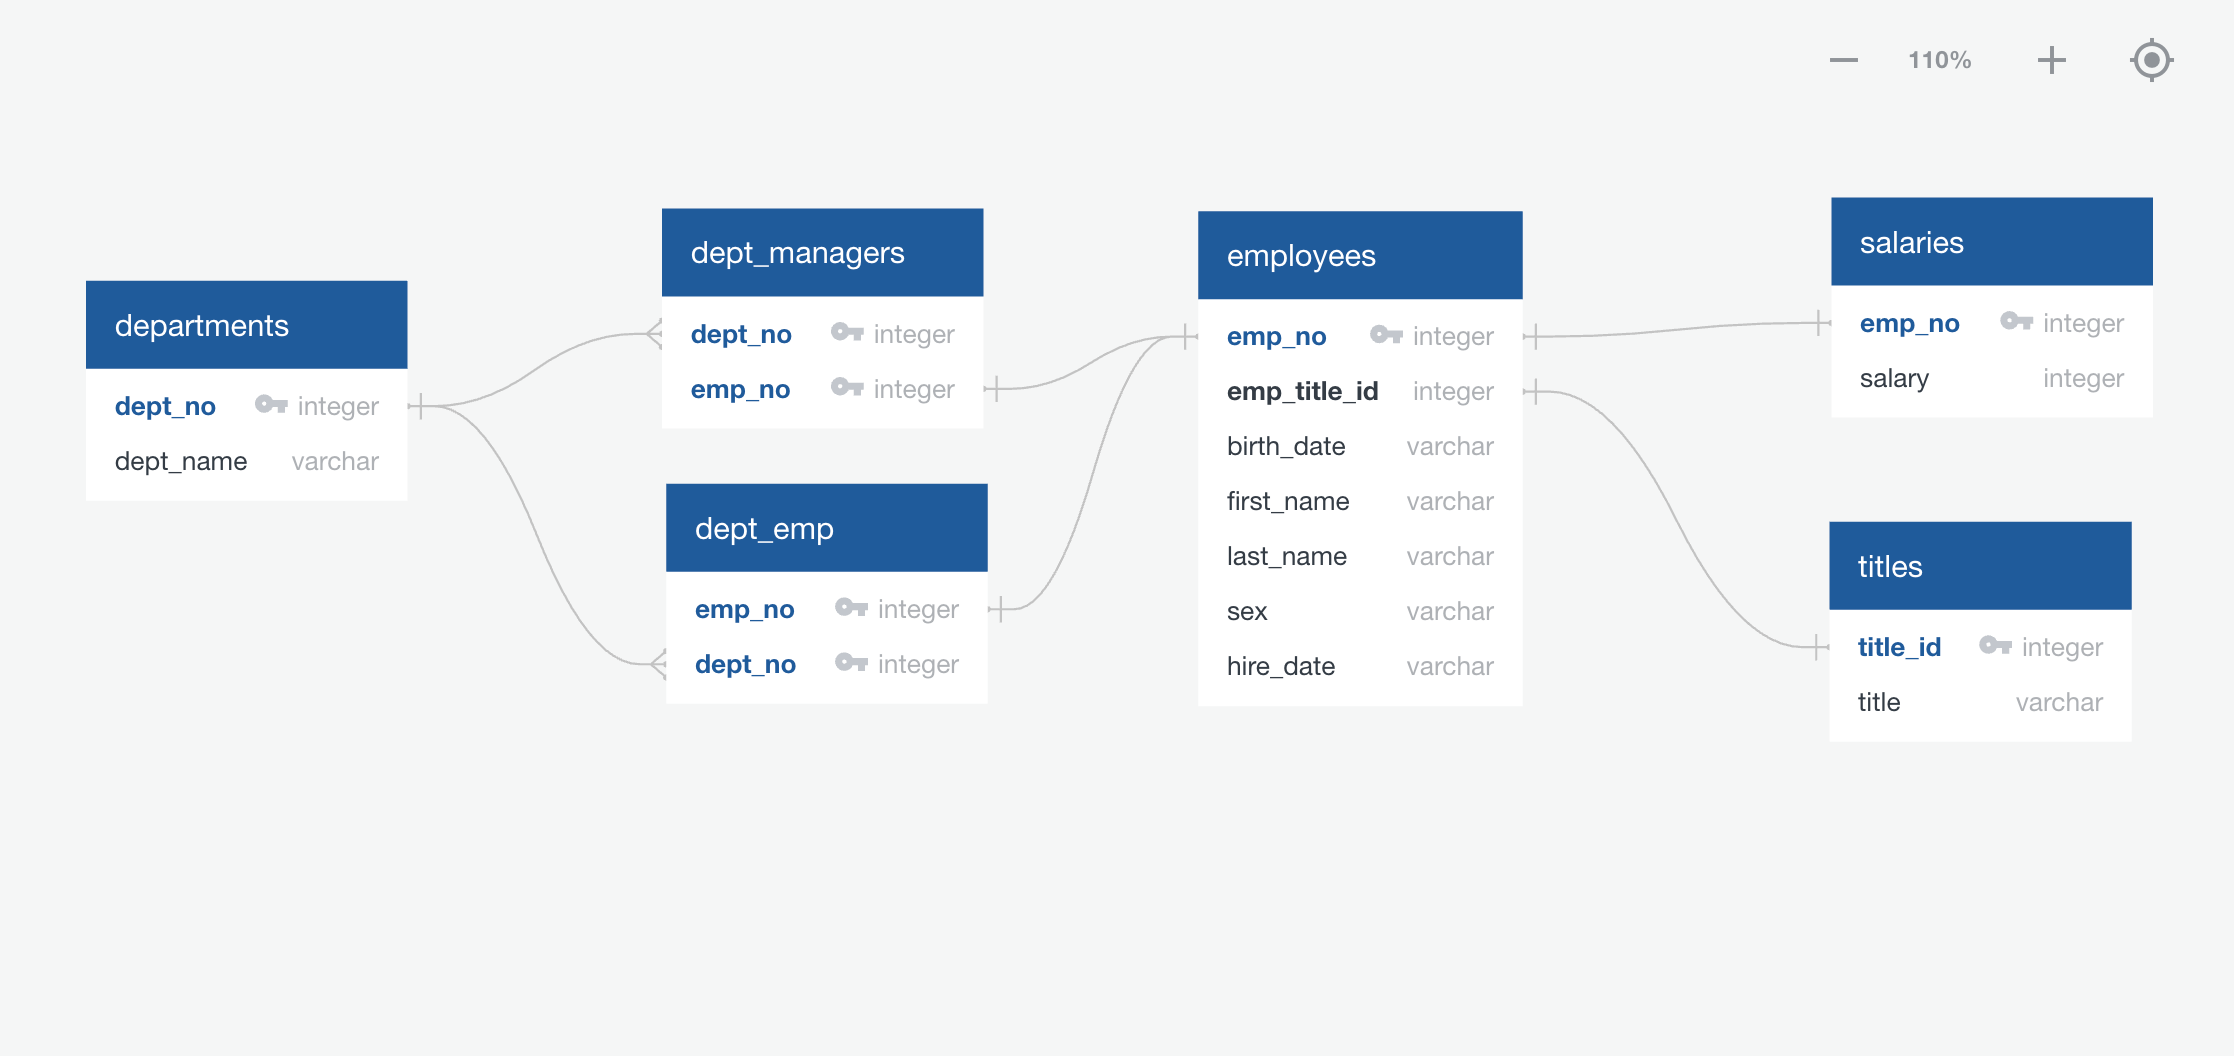 110%
departments
dept_no integer
dept_name varchar
dept_managers
dept_no integer
emp_no integer
dept_emp
emp_no integer
dept_no integer
employees
emp_no integer
emp_title_id integer
birth_date varchar
first_name varchar
last_name varchar
sex varchar
hire_date varchar
salaries
emp_no integer
salary integer
titles
title_id integer
title varchar